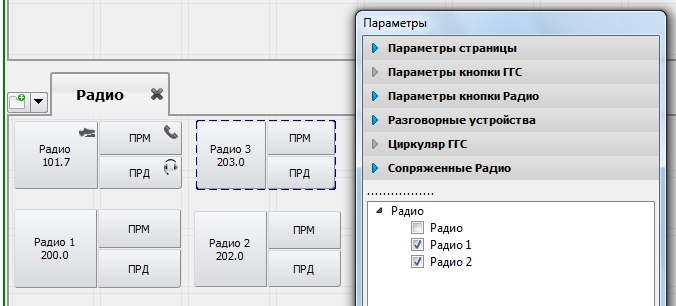 Параметры
Параметры страницы
Параметры кнопки ГГС
Параметры кнопки Радио
Разговорные устройства
Циркуляр ГГС
Сопряженные Радио
Радио
Радио
Радио 1
Радио 2
Радио
Радио
101.7
ПРМ
ПРД
Радио 3
203.0
ПРМ
ПРД
Радио 1
200.0
ПРМ
ПРД
Радио 2
202.0
ПРМ
ПРД